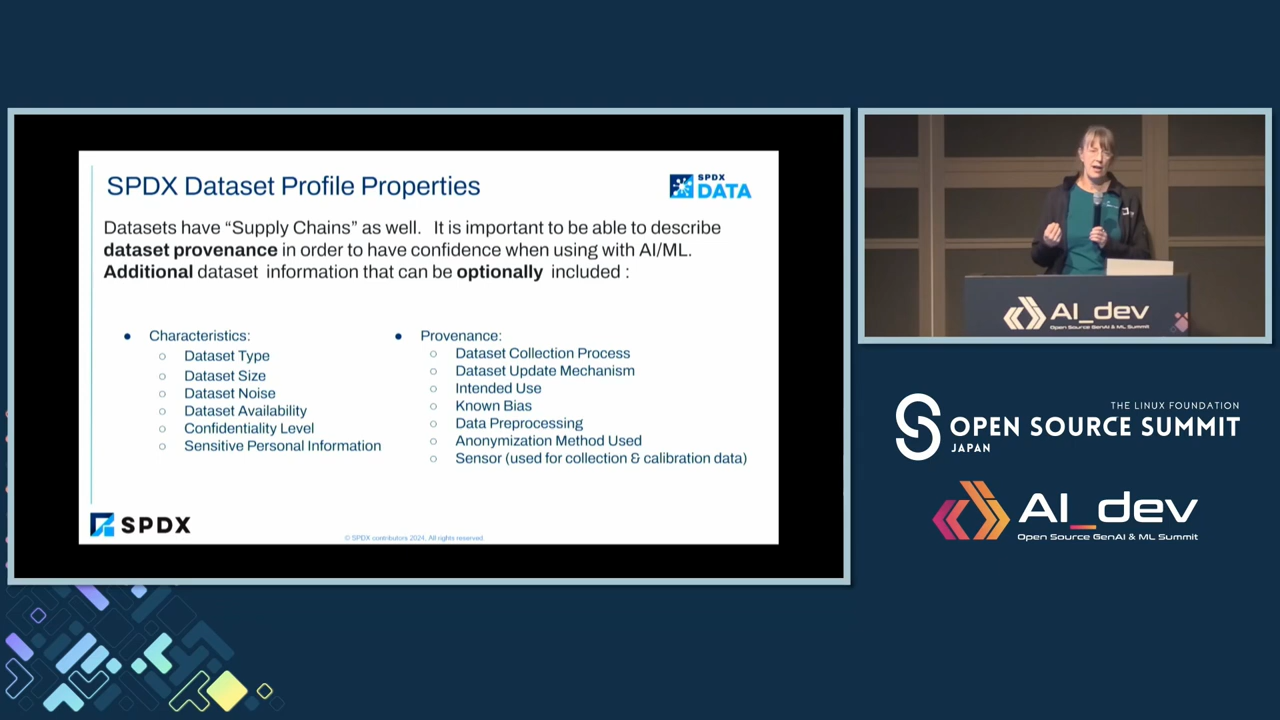 SPDX Dataset Profile Properties
SPDX
DATA
Datasets have “Supply Chains” as well. It is important to be able to describe
dataset provenance in order to have confidence when using with AI/ML.
Additional dataset information that can be optionally included :
● Characteristics:
○ Dataset Type
○ Dataset Size
○ Dataset Noise
○ Dataset Availability
○ Confidentiality Level
○ Sensitive Personal Information
● Provenance:
○ Dataset Collection Process
○ Dataset Update Mechanism
○ Intended Use
○ Known Bias
○ Data Preprocessing
○ Anonymization Method Used
○ Sensor (used for collection & calibration data)
SPDX
© SPDX contributors 2024, All rights reserved.
AI_dev
Open Source GenAI & ML Summit
THE LINUX FOUNDATION
OPEN SOURCE SUMMIT
JAPAN
AI_dev
Open Source GenAI & ML Summit